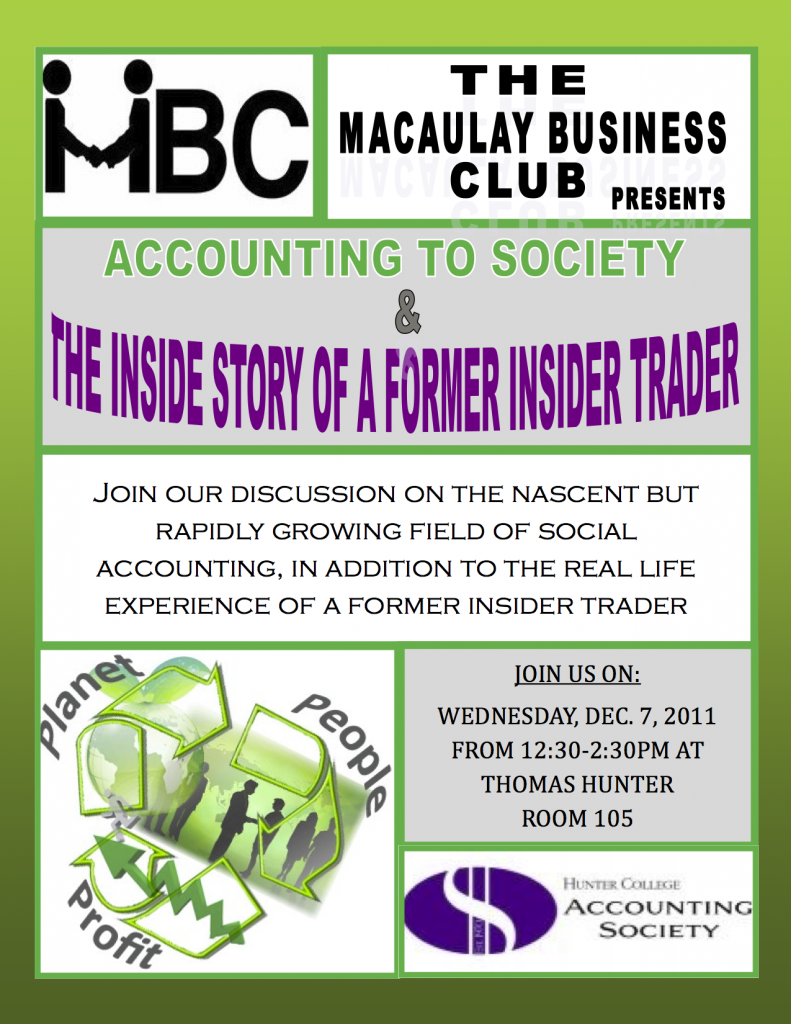 MBC
THE
MACAULAY BUSINESS
CLUB PRESENTS
ACCOUNTING TO SOCIETY
&
THE INSIDE STORY OF A FORMER INSIDER TRADER
JOIN OUR DISCUSSION ON THE NASCENT BUT
RAPIDLY GROWING FIELD OF SOCIAL
ACCOUNTING, IN ADDITION TO THE REAL LIFE
EXPERIENCE OF A FORMER INSIDER TRADER
Planet
People
Profit
JOIN US ON:
WEDNESDAY, DEC. 7, 2011
FROM 12:30-2:30PM AT
THOMAS HUNTER
ROOM 105
HUNTER COLLEGE
ACCOUNTING
SOCIETY